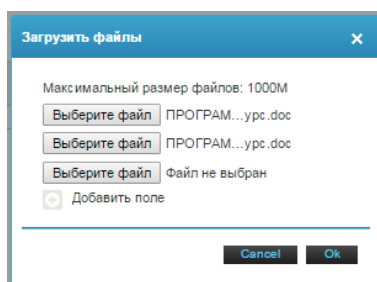 Загрузить файлы
Максимальный размер файлов: 1000M
Выберите файл ПРОГРАМ...урс.doc
Выберите файл ПРОГРАМ...урс.doc
Выберите файл Файл не выбран
Добавить поле
Cancel Ok